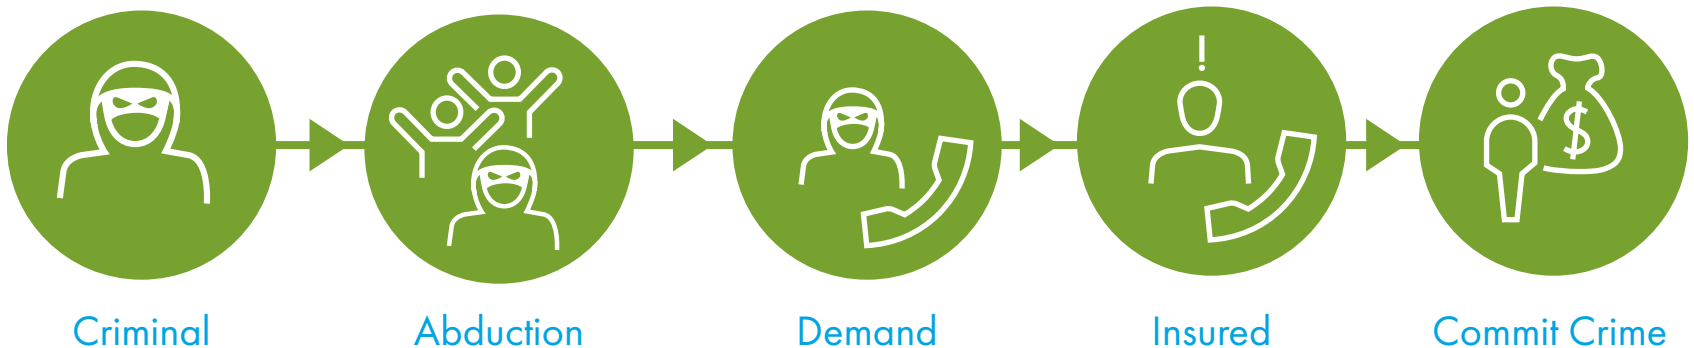 !
$
Criminal
Abduction
Demand
Insured
Commit Crime